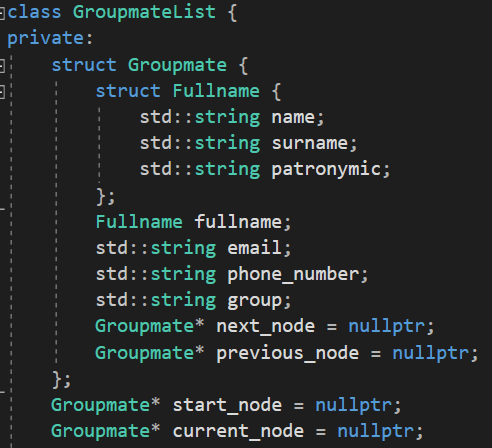 class GroupmateList {
private:
    struct Groupmate {
        struct Fullname {
            std::string name;
            std::string surname;
            std::string patronymic;
        };
        Fullname fullname;
        std::string email;
        std::string phone_number;
        std::string group;
        Groupmate* next_node = nullptr;
        Groupmate* previous_node = nullptr;
    };
    Groupmate* start_node = nullptr;
    Groupmate* current_node = nullptr;